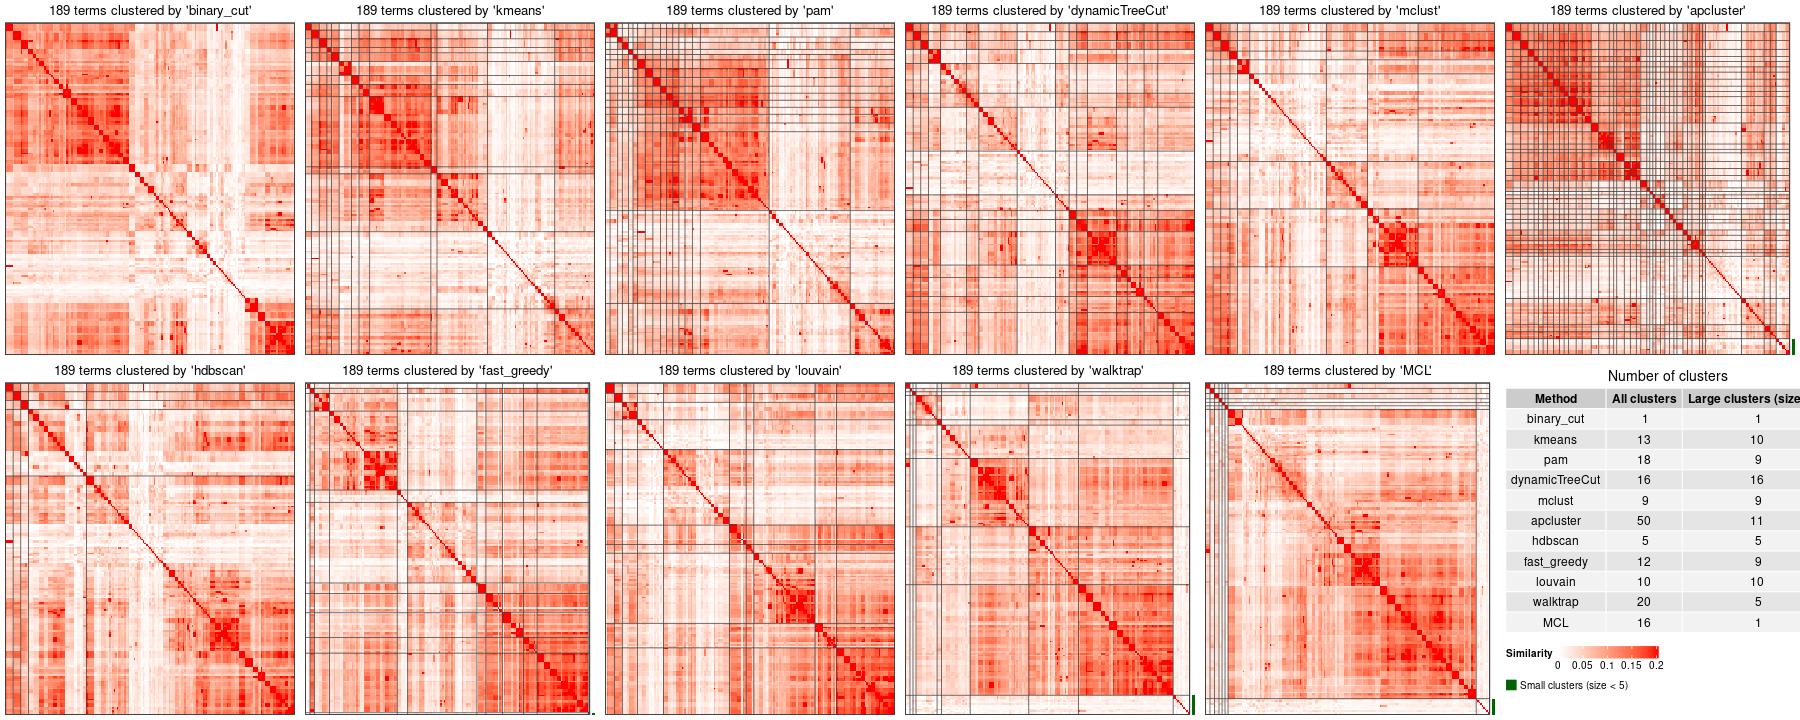 189 terms clustered by 'binary_cut'
189 terms clustered by 'kmeans'
189 terms clustered by 'pam'
189 terms clustered by 'dynamicTreeCut'
189 terms clustered by 'mclust'
189 terms clustered by 'apcluster'
189 terms clustered by 'hdbscan'
189 terms clustered by 'fast_greedy'
189 terms clustered by 'louvain'
189 terms clustered by 'walktrap'
189 terms clustered by 'MCL'
Number of clusters
Method All clusters Large clusters (size
binary_cut 1 1
kmeans 13 10
pam 18 9
dynamicTreeCut 16 16
mclust 9 9
apcluster 50 11
hdbscan 5 5
fast_greedy 12 9
louvain 10 10
walktrap 20 5
MCL 16 1
Similarity
0 0.05 0.1 0.15 0.2
Small clusters (size < 5)